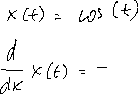 x(t) = cos(t)
d/dx x(t) = -